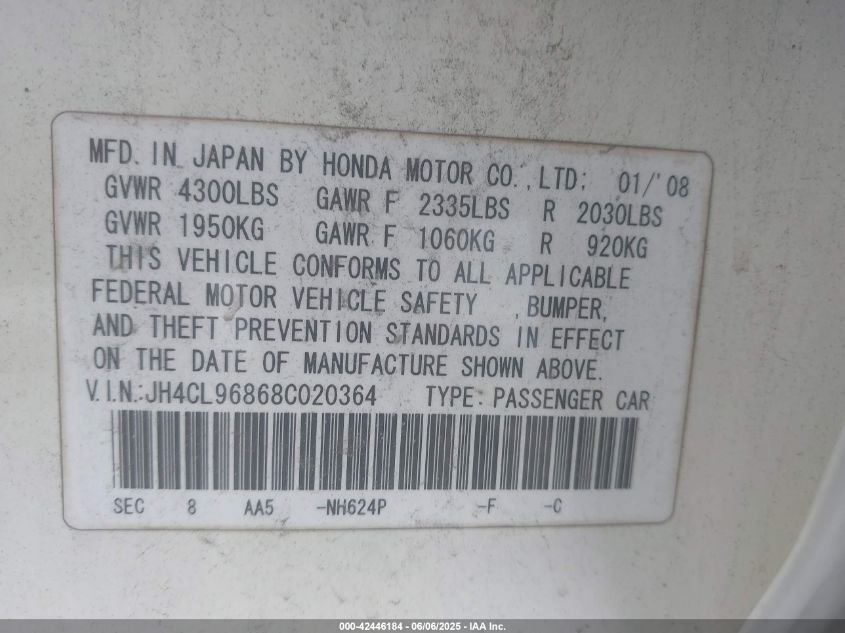 MFD. IN JAPAN BY HONDA MOTOR CO.,LTD; 01/'08
GVWR 4300LBS GAWR F 2335LBS R 2030LBS
GVWR 1950KG GAWR F 1060KG R 920KG
THIS VEHICLE CONFORMS TO ALL APPLICABLE
FEDERAL MOTOR VEHICLE SAFETY , BUMPER,
AND THEFT PREVENTION STANDARDS IN EFFECT
ON THE DATE OF MANUFACTURE SHOWN ABOVE.
V.I.N.:JH4CL96868C020364 TYPE: PASSENGER CAR
SEC 8 AA5 -NH624P -F -C
000-42446184 - 06/06/2025 - IAA Inc.